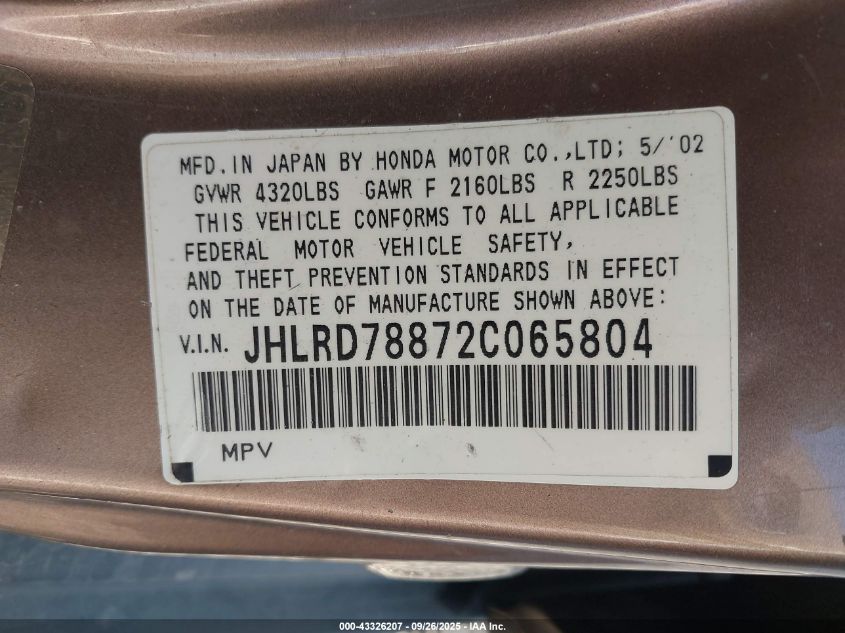 MFD. IN JAPAN BY HONDA MOTOR CO.,LTD; 5/'02
GVWR 4320LBS GAWR F 2160LBS R 2250LBS
THIS VEHICLE CONFORMS TO ALL APPLICABLE
FEDERAL MOTOR VEHICLE SAFETY,
AND THEFT PREVENTION STANDARDS IN EFFECT
ON THE DATE OF MANUFACTURE SHOWN ABOVE:
V.I.N. JHLRD78872C065804
MPV
000-43326207 - 09/26/2025 - IAA Inc.